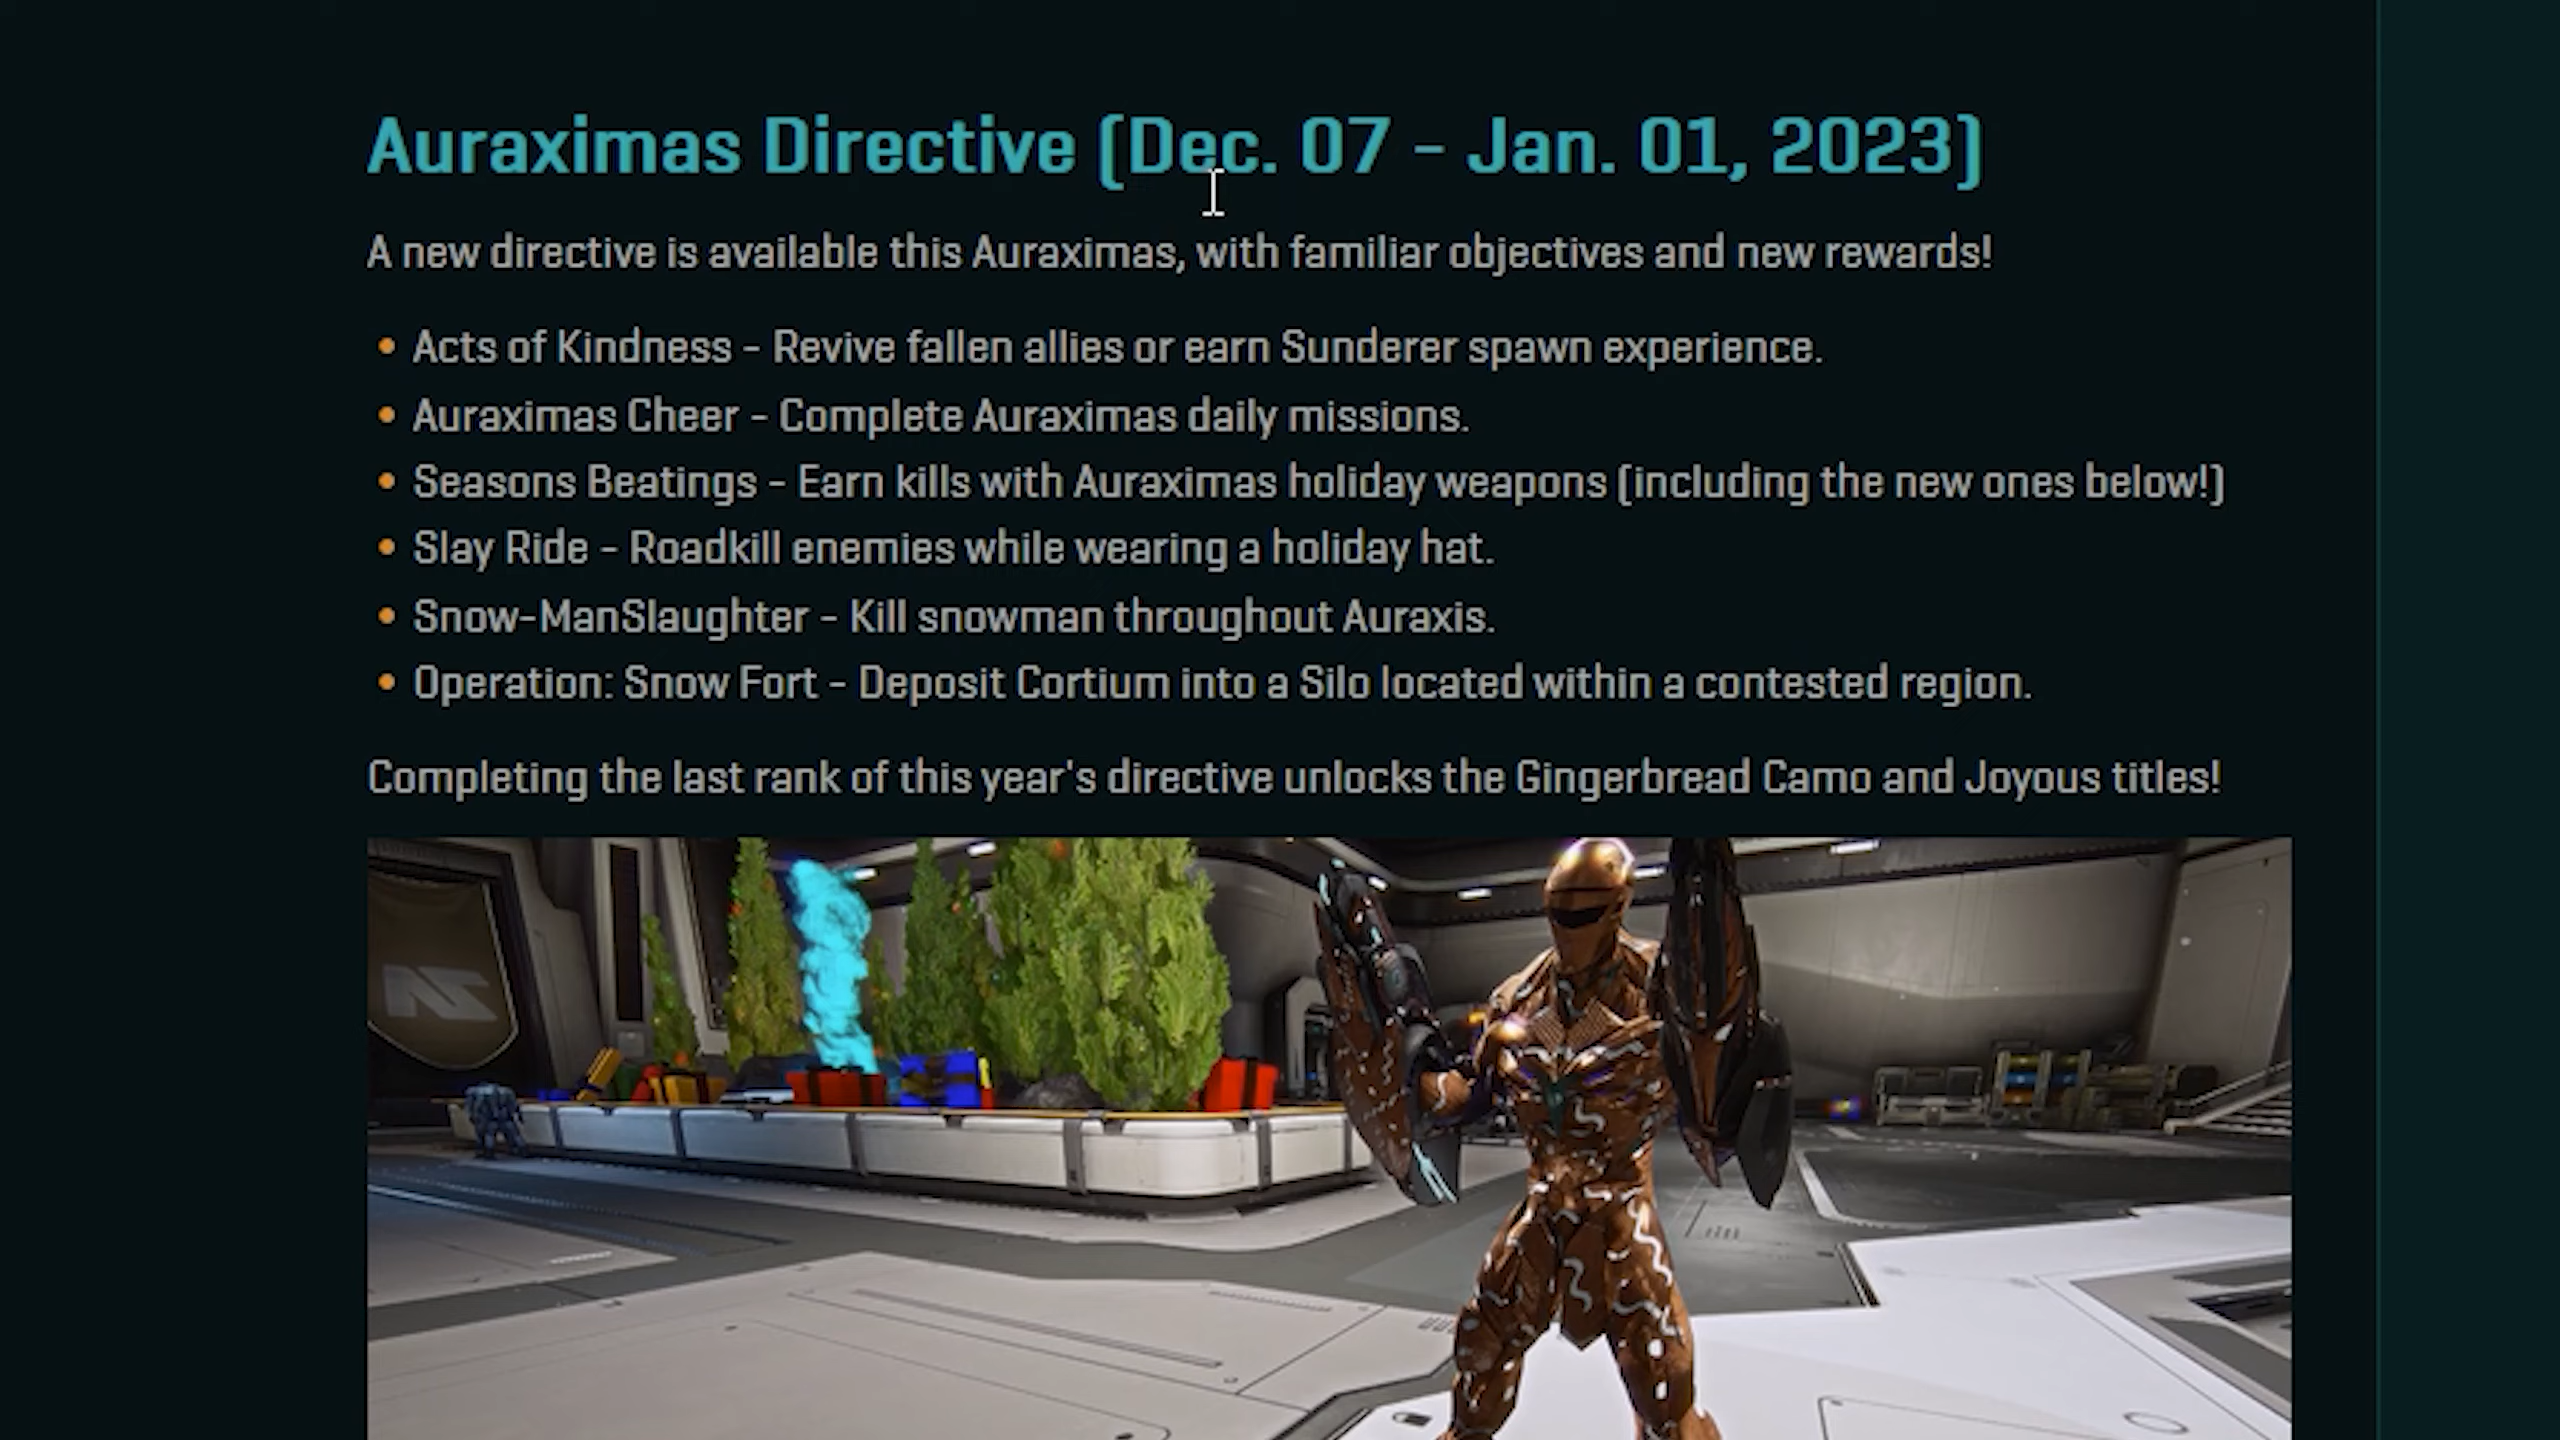 Auraximas Directive (Dec. 07 - Jan. 01, 2023)
A new directive is available this Auraximas, with familiar objectives and new rewards!
• Acts of Kindness - Revive fallen allies or earn Sunderer spawn experience.
• Auraximas Cheer - Complete Auraximas daily missions.
• Seasons Beatings - Earn kills with Auraximas holiday weapons (including the new ones below!)
• Slay Ride - Roadkill enemies while wearing a holiday hat.
• Snow-ManSlaughter - Kill snowman throughout Auraxis.
• Operation: Snow Fort - Deposit Cortium into a Silo located within a contested region.
Completing the last rank of this year's directive unlocks the Gingerbread Camo and Joyous titles!
NS